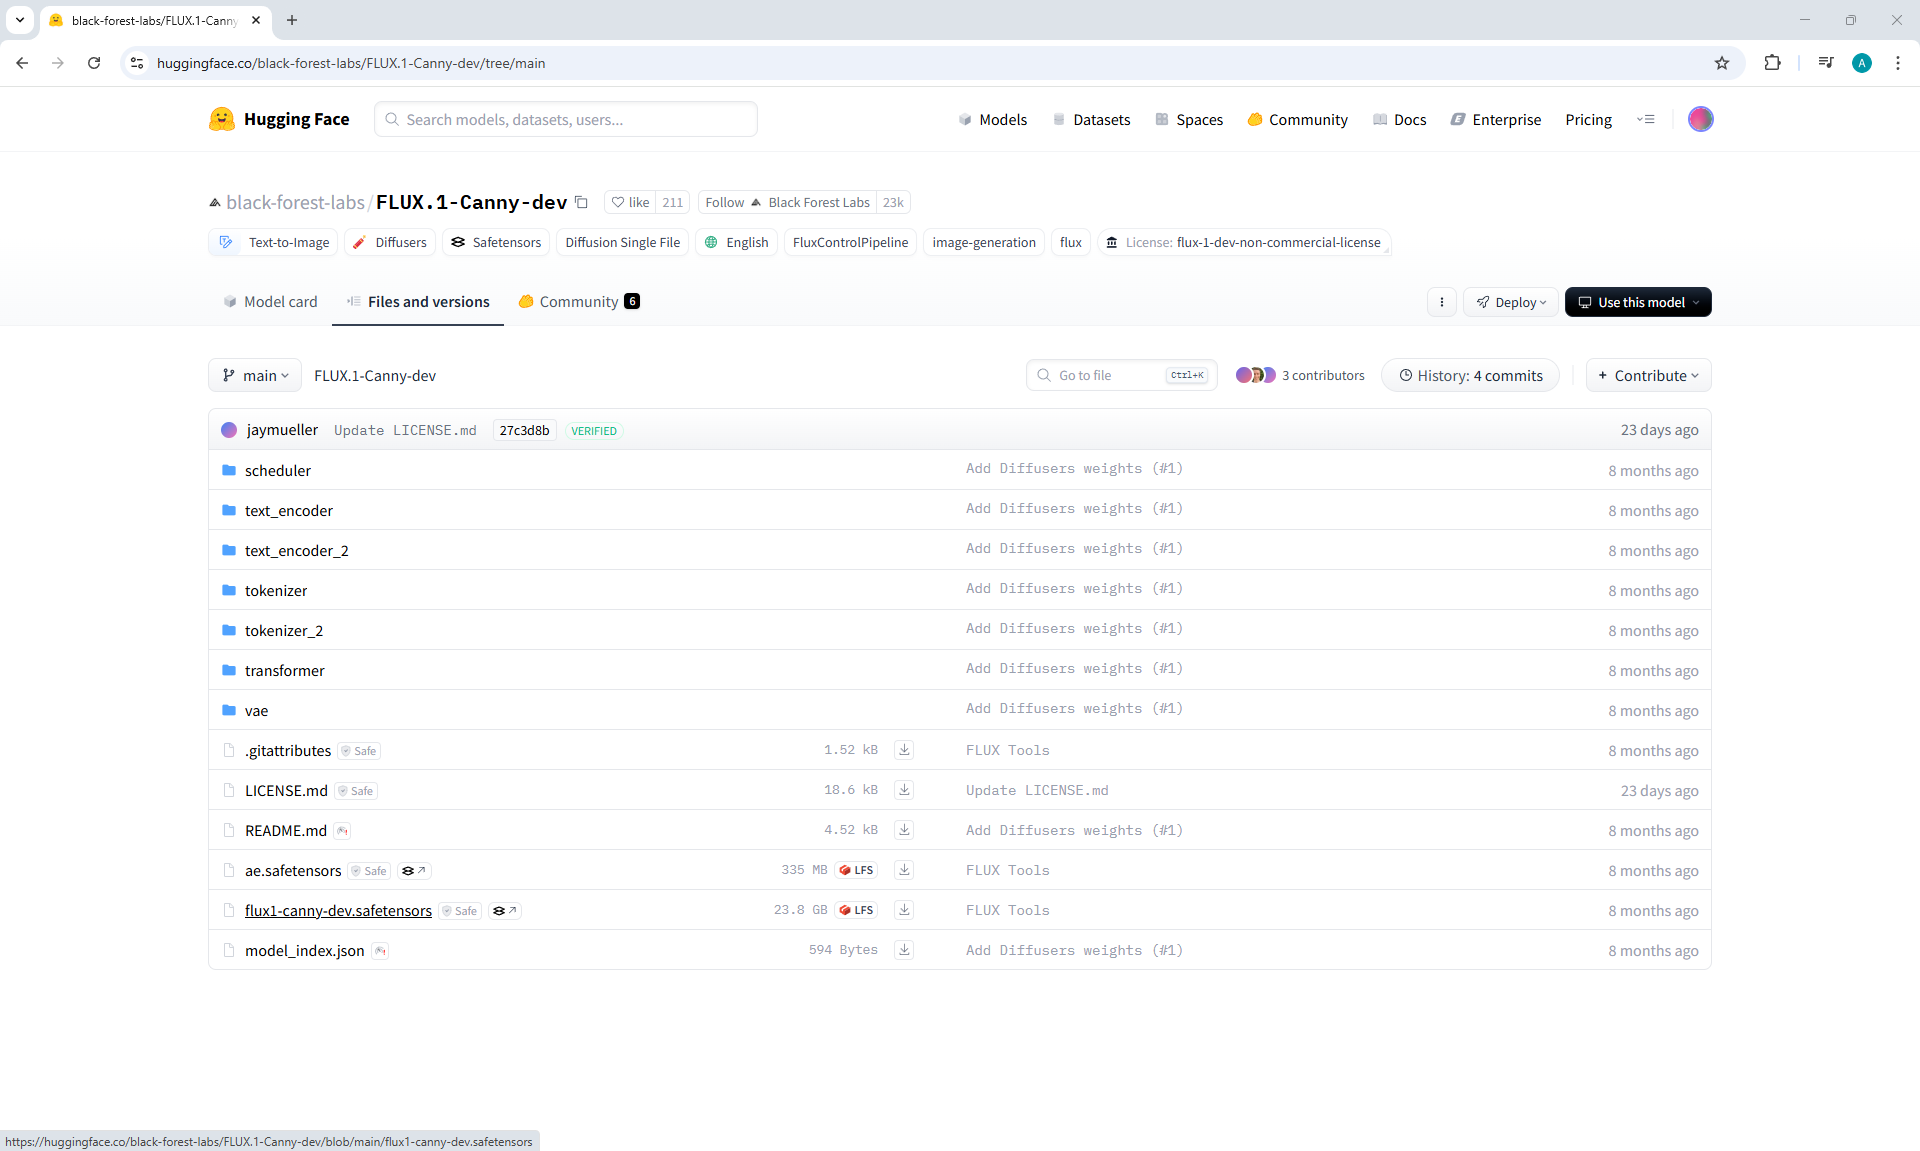 black-forest-labs/FLUX.1-Canny
huggingface.co/black-forest-labs/FLUX.1-Canny-dev/tree/main
A
Hugging Face
Search models, datasets, users...
Models
Datasets
Spaces
Community
Docs
Enterprise
Pricing
black-forest-labs/FLUX.1-Canny-dev
like 211
Follow Black Forest Labs 23k
Text-to-Image
Diffusers
Safetensors
Diffusion Single File
English
FluxControlPipeline
image-generation
flux
License: flux-1-dev-non-commercial-license
Model card
Files and versions
Community 6
Deploy
Use this model
main
FLUX.1-Canny-dev
Go to file Ctrl+K
3 contributors
History: 4 commits
+ Contribute
jaymueller Update LICENSE.md 27c3d8b VERIFIED 23 days ago
scheduler Add Diffusers weights (#1) 8 months ago
text_encoder Add Diffusers weights (#1) 8 months ago
text_encoder_2 Add Diffusers weights (#1) 8 months ago
tokenizer Add Diffusers weights (#1) 8 months ago
tokenizer_2 Add Diffusers weights (#1) 8 months ago
transformer Add Diffusers weights (#1) 8 months ago
vae Add Diffusers weights (#1) 8 months ago
.gitattributes Safe 1.52 kB FLUX Tools 8 months ago
LICENSE.md Safe 18.6 kB Update LICENSE.md 23 days ago
README.md 4.52 kB Add Diffusers weights (#1) 8 months ago
ae.safetensors Safe 335 MB LFS FLUX Tools 8 months ago
flux1-canny-dev.safetensors Safe 23.8 GB LFS FLUX Tools 8 months ago
model_index.json 594 Bytes Add Diffusers weights (#1) 8 months ago
https://huggingface.co/black-forest-labs/FLUX.1-Canny-dev/blob/main/flux1-canny-dev.safetensors